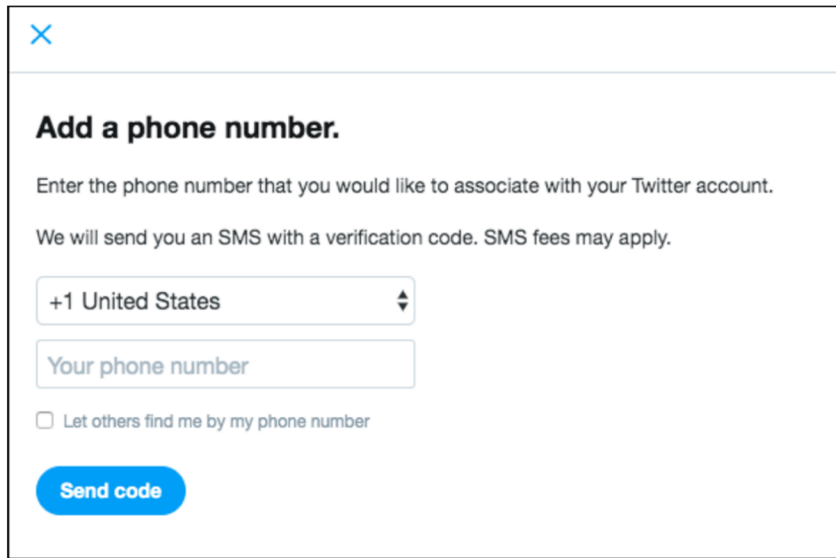 Add a phone number.
Enter the phone number that you would like to associate with your Twitter account.
We will send you an SMS with a verification code. SMS fees may apply.
+1 United States
Your phone number
Let others find me by my phone number
Send code